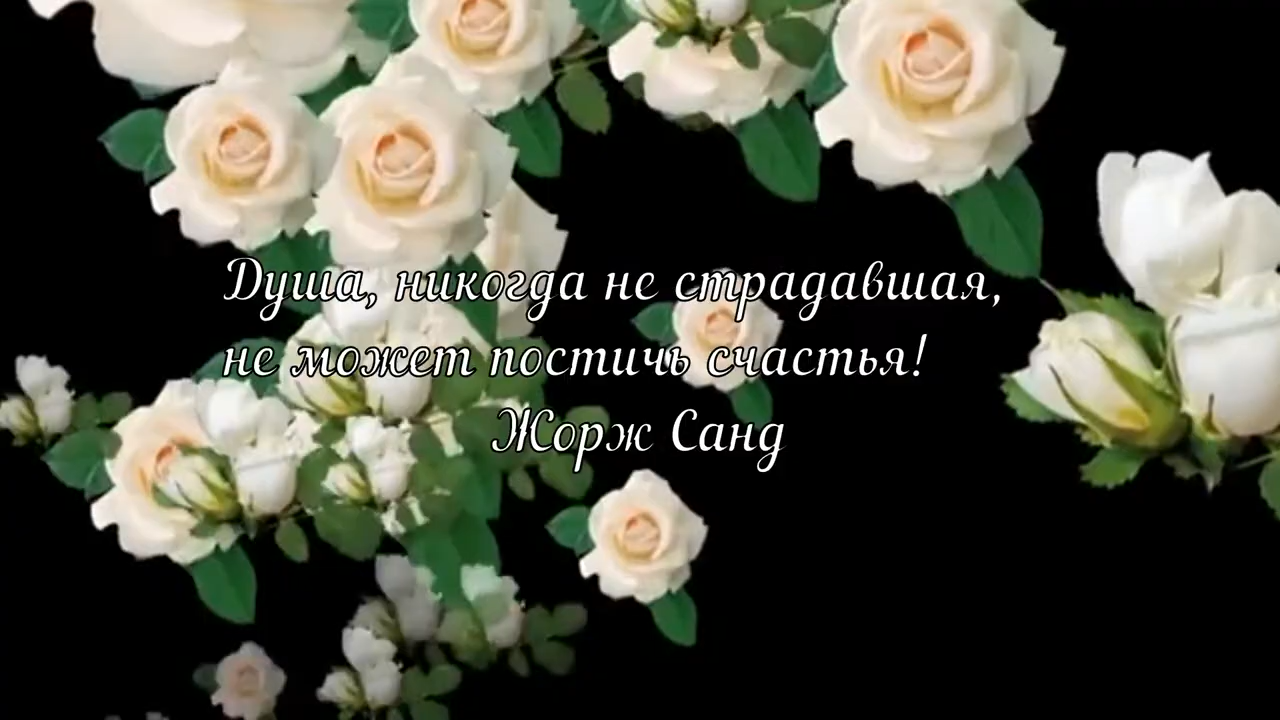 Душа, никогда не страдавшая,
не может постичь счастья!
Жорж Санд